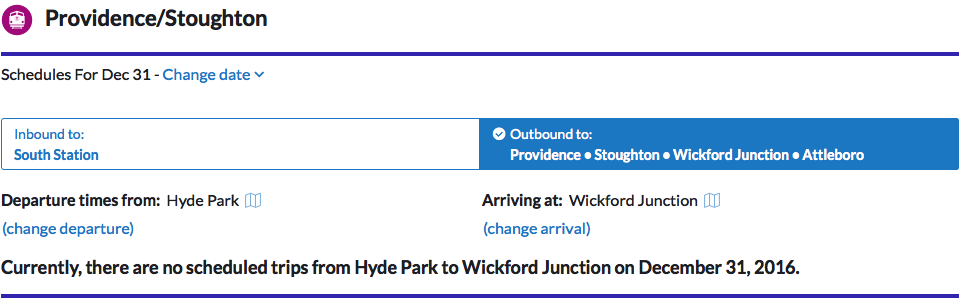 Providence/Stoughton
Schedules For Dec 31 - Change date
Inbound to:
South Station
Outbound to:
Providence • Stoughton • Wickford Junction • Attleboro
Departure times from: Hyde Park
(change departure)
Arriving at: Wickford Junction
(change arrival)
Currently, there are no scheduled trips from Hyde Park to Wickford Junction on December 31, 2016.